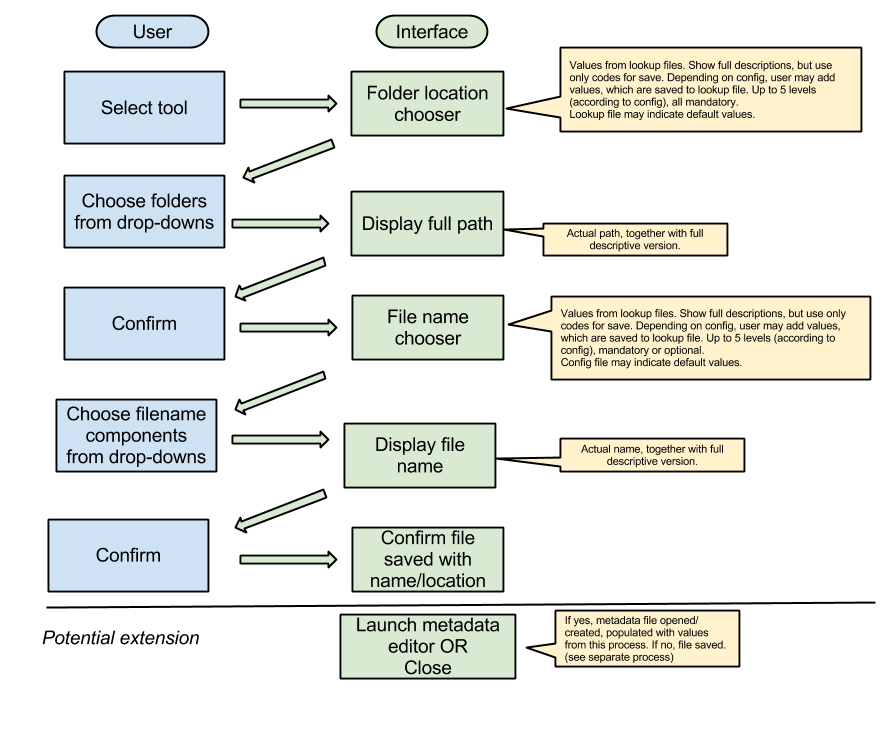 User
Interface
Select tool
Folder location
chooser
Values from lookup files. Show full descriptions, but use
only codes for save. Depending on config, user may add
values, which are saved to lookup file. Up to 5 levels
(according to config), all mandatory.
Lookup file may indicate default values.
Choose folders
from drop-downs
Display full path
Actual path, together with full
descriptive version.
Confirm
File name
chooser
Values from lookup files. Show full descriptions, but use only
codes for save. Depending on config, user may add values,
which are saved to lookup file. Up to 5 levels (according to
config), mandatory or optional.
Config file may indicate default values.
Choose filename
components
from drop-downs
Display file
name
Actual name, together with full
descriptive version.
Confirm
Confirm file
saved with
name/location
Potential extension
Launch metadata
editor OR
Close
If yes, metadata file opened/
created, populated with values
from this process. If no, file saved.
(see separate process)